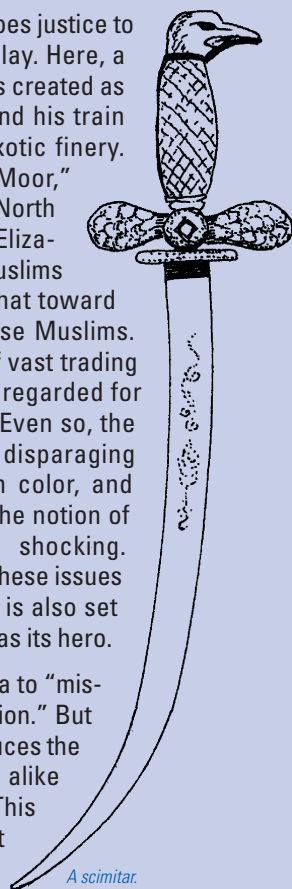 oes justice to
lay. Here, a
s created as
nd his train
xotic finery.
Moor,”
North
Eliza-
uslims
hat toward
se Muslims.
f vast trading
regarded for
Even so, the
disparaging
n color, and
he notion of
shocking.
hese issues
is also set
as its hero.
a to “mis-
ion.” But
uces the
alike
This
t
A scimitar.